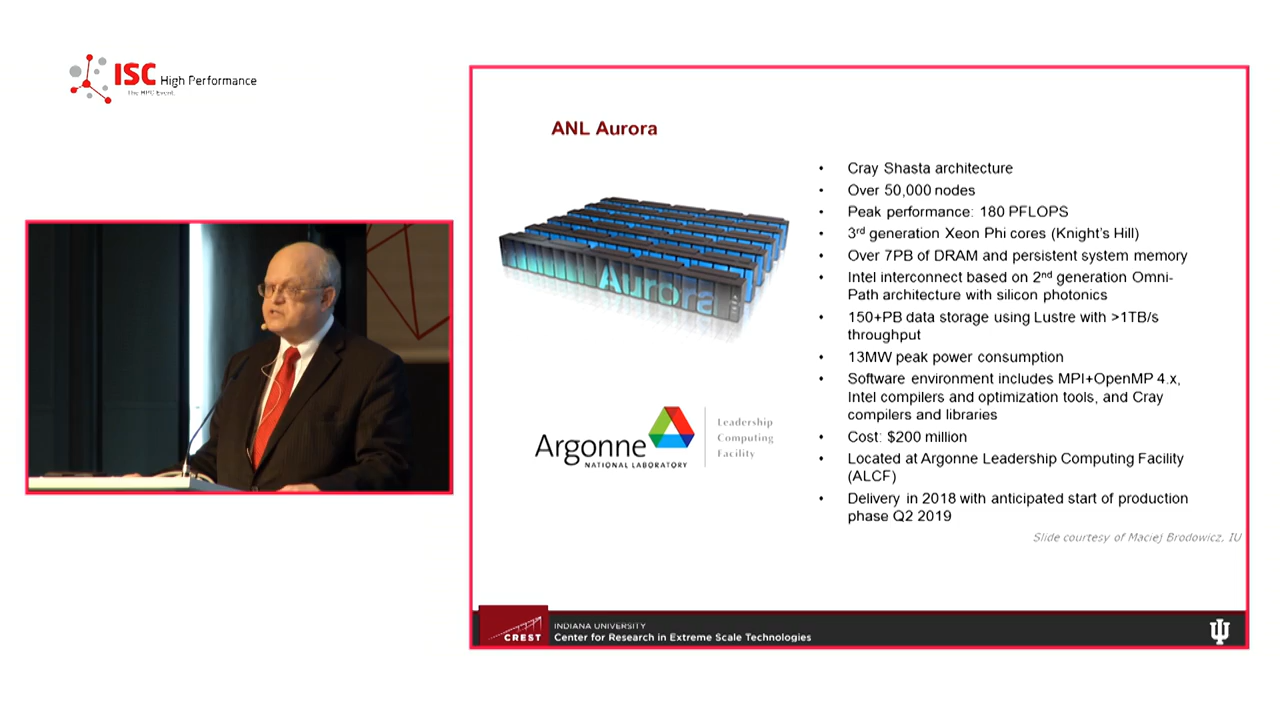 ISC High Performance
The HPC Event.
ANL Aurora
Aurora
Argonne
NATIONAL LABORATORY
Leadership
Computing
Facility
• Cray Shasta architecture
• Over 50,000 nodes
• Peak performance: 180 PFLOPS
• 3rd generation Xeon Phi cores (Knight's Hill)
• Over 7PB of DRAM and persistent system memory
• Intel interconnect based on 2nd generation Omni-
Path architecture with silicon photonics
• 150+PB data storage using Lustre with >1TB/s
throughput
• 13MW peak power consumption
• Software environment includes MPI+OpenMP 4.x,
Intel compilers and optimization tools, and Cray
compilers and libraries
• Cost: $200 million
• Located at Argonne Leadership Computing Facility
(ALCF)
• Delivery in 2018 with anticipated start of production
phase Q2 2019
Slide courtesy of Maciej Brodowicz, IU
CREST
INDIANA UNIVERSITY
Center for Research in Extreme Scale Technologies